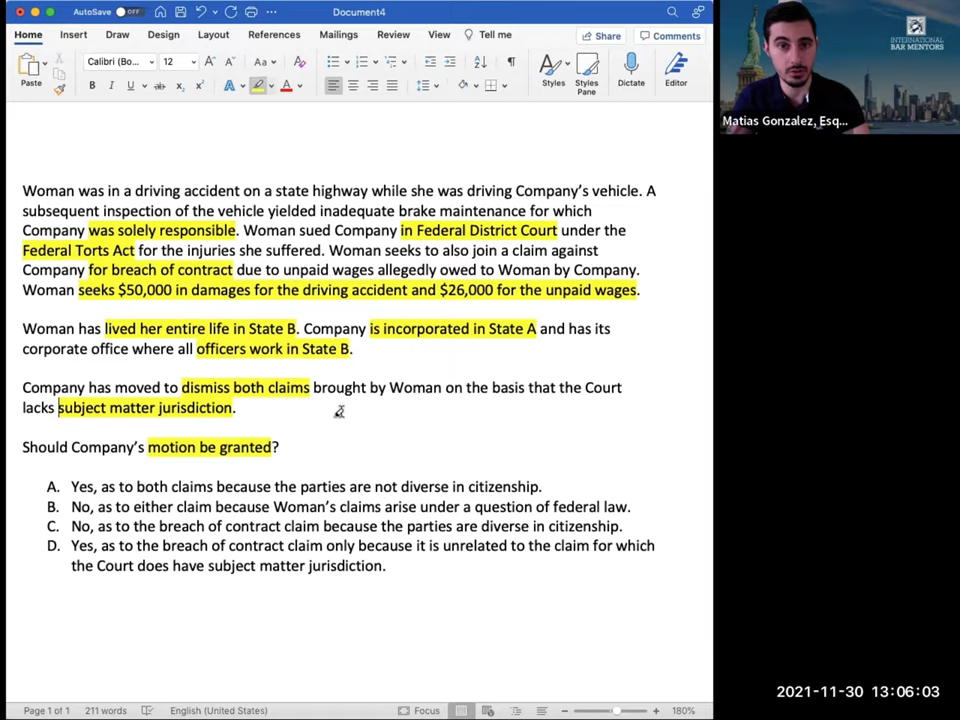 AutoSave OFF
Document4
Home Insert Draw Design Layout References Mailings Review View Tell me
Share Comments
Paste
Calibri (Bo... 12
Styles
Styles Pane
Dictate
Editor
Woman was in a driving accident on a state highway while she was driving Company's vehicle. A
subsequent inspection of the vehicle yielded inadequate brake maintenance for which
Company was solely responsible. Woman sued Company in Federal District Court under the
Federal Torts Act for the injuries she suffered. Woman seeks to also join a claim against
Company for breach of contract due to unpaid wages allegedly owed to Woman by Company.
Woman seeks $50,000 in damages for the driving accident and $26,000 for the unpaid wages.
Woman has lived her entire life in State B. Company is incorporated in State A and has its
corporate office where all officers work in State B.
Company has moved to dismiss both claims brought by Woman on the basis that the Court
lacks subject matter jurisdiction.
Should Company's motion be granted?
A. Yes, as to both claims because the parties are not diverse in citizenship.
B. No, as to either claim because Woman's claims arise under a question of federal law.
C. No, as to the breach of contract claim because the parties are diverse in citizenship.
D. Yes, as to the breach of contract claim only because it is unrelated to the claim for which
the Court does have subject matter jurisdiction.
Page 1 of 1 211 words English (United States) Focus 180%
INTERNATIONAL
BAR MENTORS
Matias Gonzalez, Esq...
2021-11-30 13:06:03